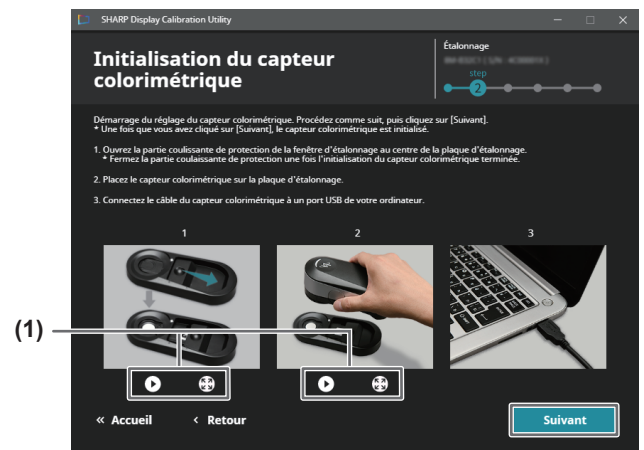 SHARP Display Calibration Utility
Initialisation du capteur
colorimétrique
Étalonnage
step
2
Démarrage du réglage du capteur colorimétrique. Procédez comme suit, puis cliquez sur [Suivant].
* Une fois que vous avez cliqué sur [Suivant], le capteur colorimétrique est initialisé.
1. Ouvrez la partie coulissante de protection de la fenêtre d'étalonnage au centre de la plaque d'étalonnage.
* Fermez la partie coulaissante de protection une fois l'initialisation du capteur colorimétrique terminée.
2. Placez le capteur colorimétrique sur la plaque d'étalonnage.
3. Connectez le câble du capteur colorimétrique à un port USB de votre ordinateur.
1 2 3
(1)
« Accueil ‹ Retour Suivant